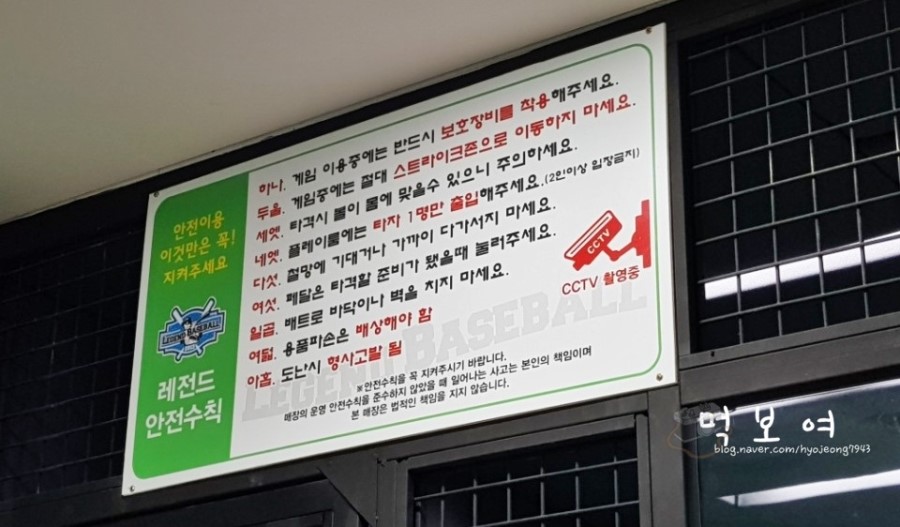 안전이용
이것만은 꼭!
지켜주세요
LEGEND BASEBALL
레전드
안전수칙
하나. 게임 이용중에는 반드시 보호장비를 착용해주세요.
두울. 게임중에는 절대 스트라이크존으로 이동하지 마세요.
세엣. 타격시 볼이 몸에 맞을수 있으니 주의하세요.
네엣. 플레이룸에는 타자 1명만 출입해주세요.(2인이상 입장금지)
다섯. 철망에 기대거나 가까이 다가서지 마세요.
여섯. 페달은 타격할 준비가 됐을때 눌러주세요.
일곱. 배트로 바닥이나 벽을 치지 마세요.
여덟. 용품파손은 배상해야 함
아홉. 도난시 형사고발 됨
CCTV
CCTV 촬영중
LEGEND BASEBALL
※안전수칙을 꼭 지켜주시기 바랍니다.
매장의 운영 안전수칙을 준수하지 않았을 때 일어나는 사고는 본인의 책임이며
본 매장은 법적인 책임을 지지 않습니다.
먹보여
blog.naver.com/hyojeong7943